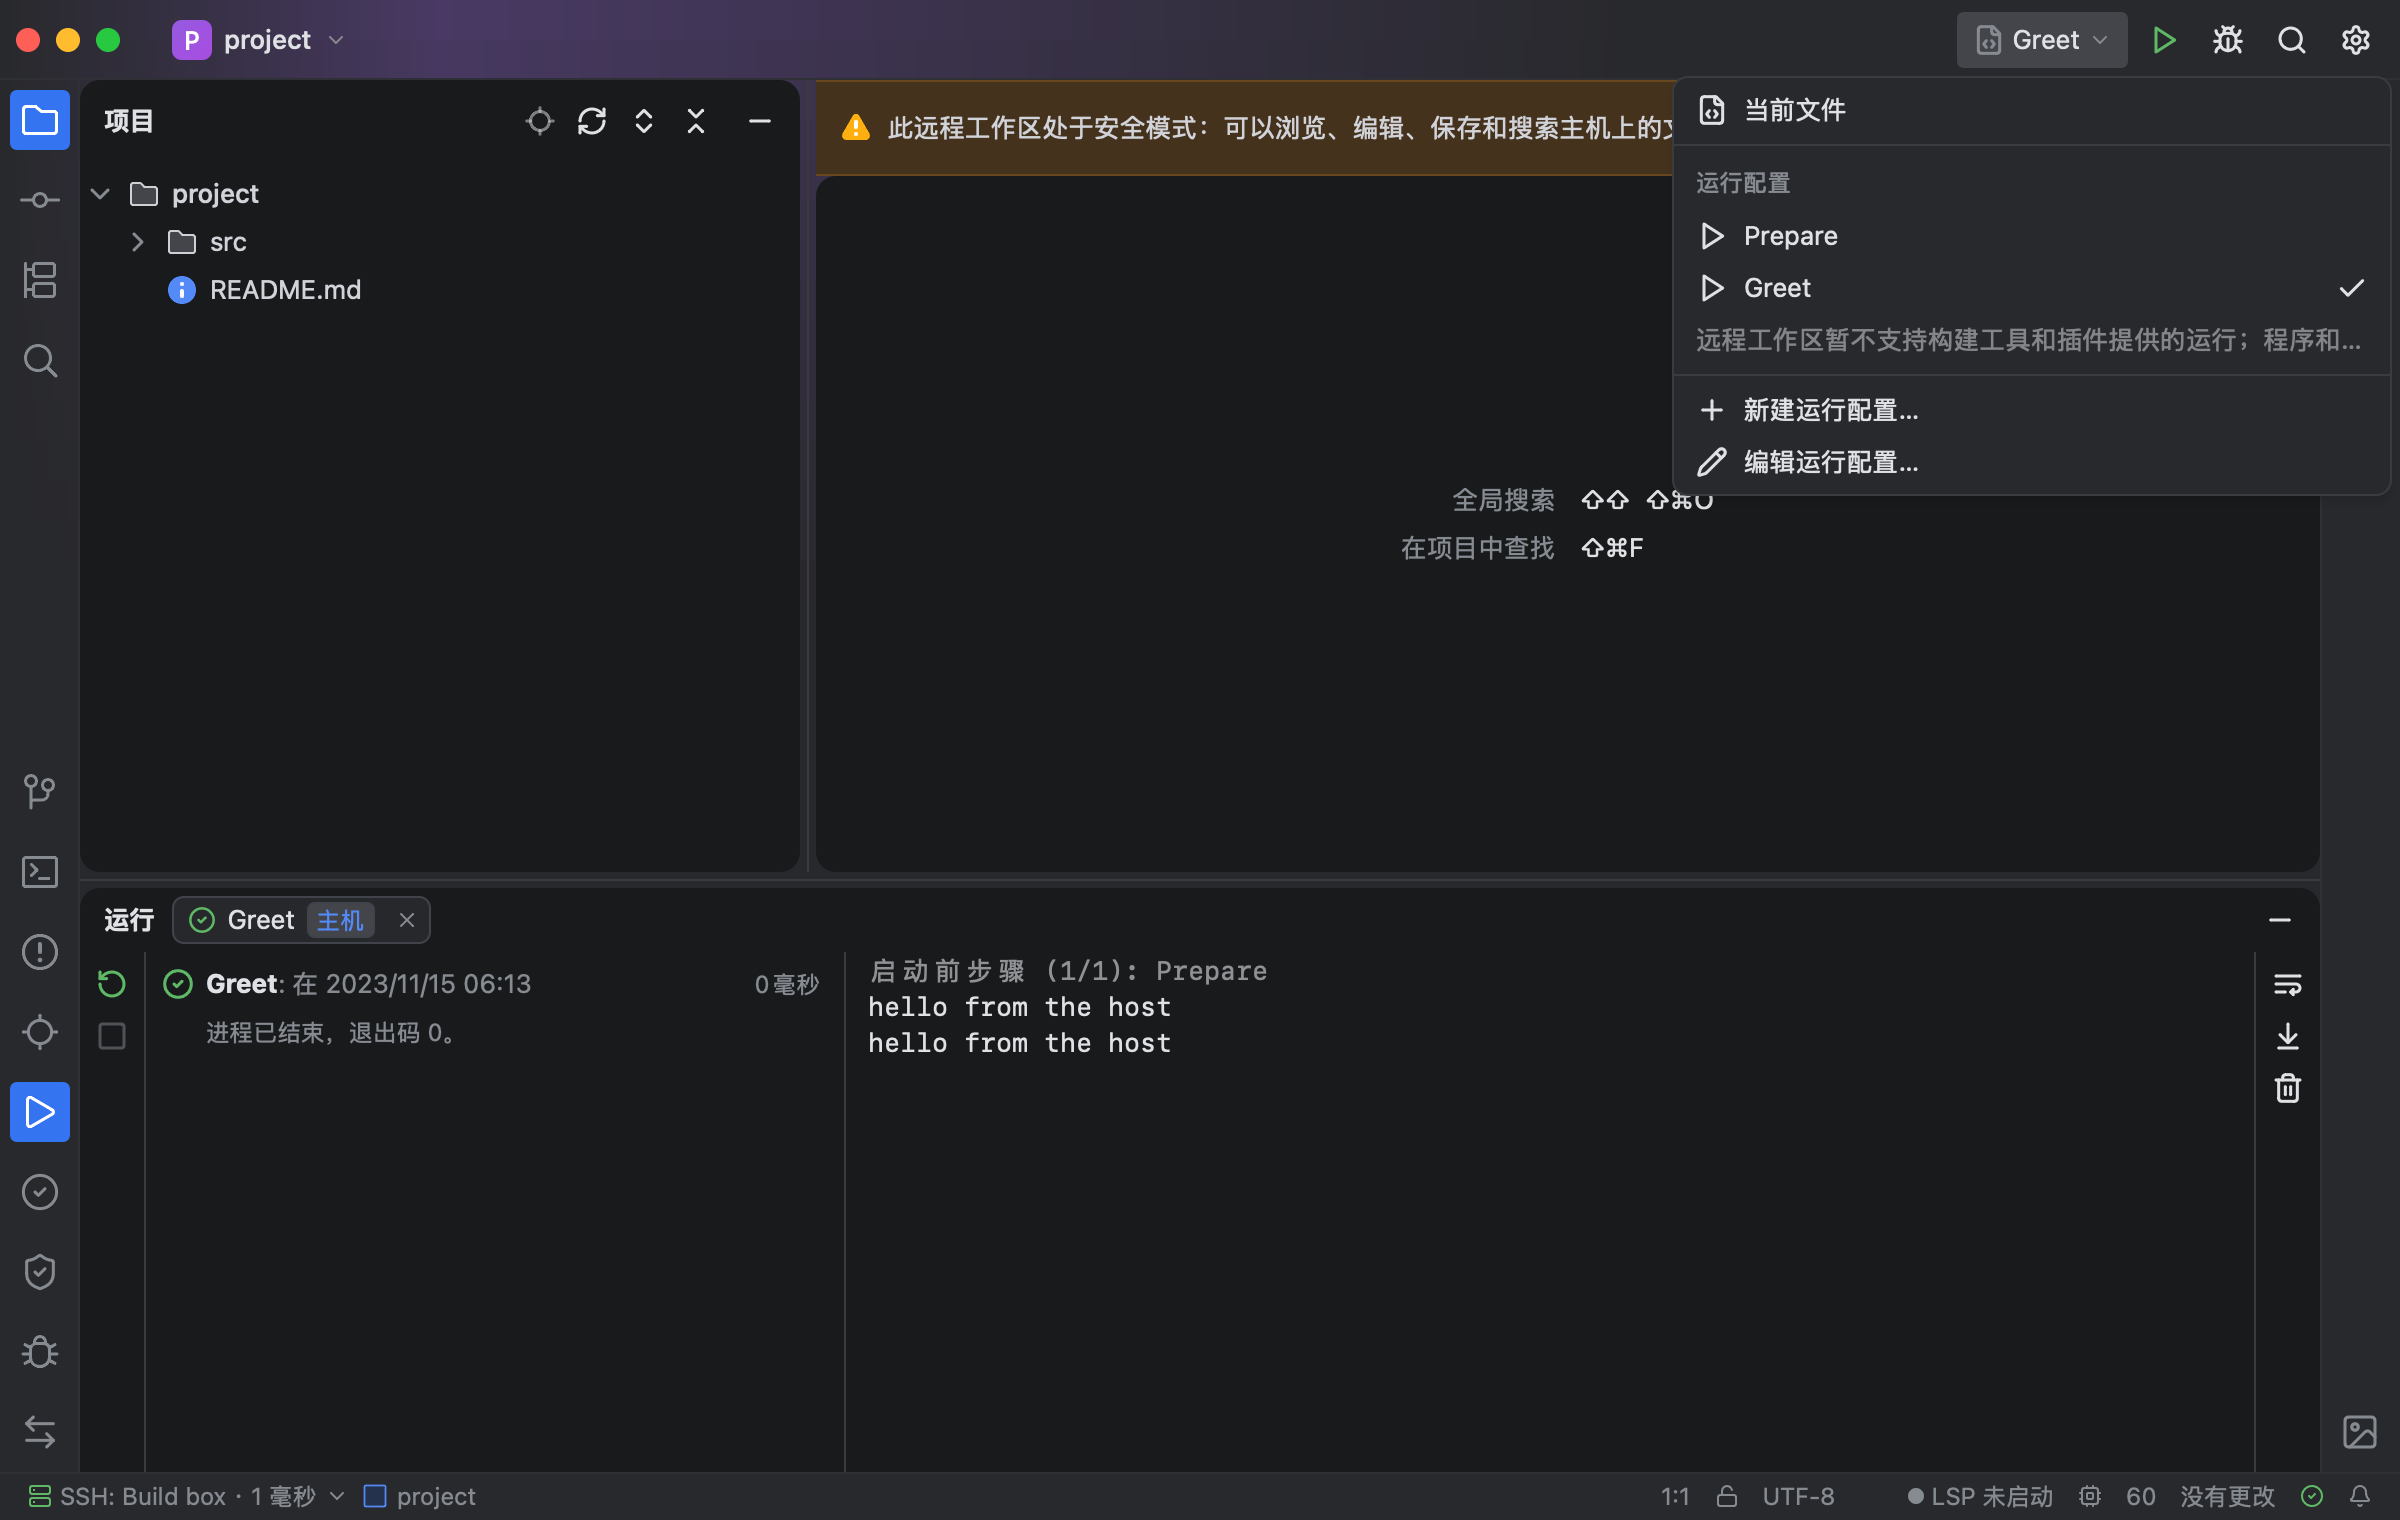 P project
Greet
项目
project
src
README.md
此远程工作区处于安全模式：可以浏览、编辑、保存和搜索主机上的
当前文件
运行配置
Prepare
Greet
远程工作区暂不支持构建工具和插件提供的运行；程序和...
新建运行配置...
编辑运行配置...
全局搜索 ⇧⇧ ⇧⌘O
在项目中查找 ⇧⌘F
运行 Greet 主机
Greet: 在 2023/11/15 06:13 0 毫秒
进程已结束，退出码 0。
启动前步骤 (1/1): Prepare
hello from the host
hello from the host
SSH: Build box · 1 毫秒 project
1:1 UTF-8 LSP 未启动 60 没有更改